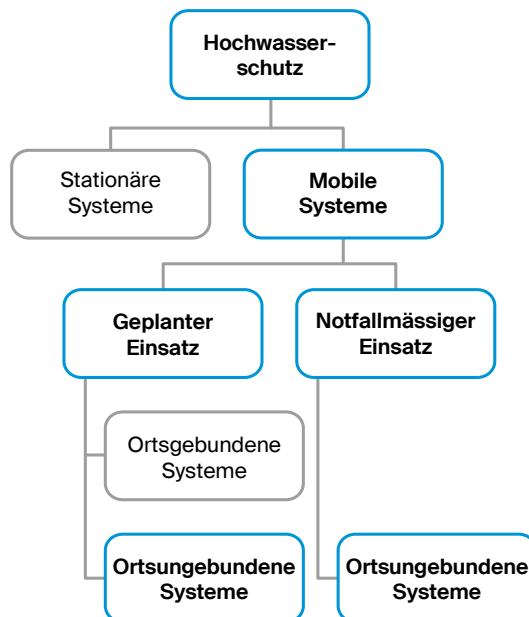 Hochwasser-
schutz
Stationäre
Systeme
Mobile
Systeme
Geplanter
Einsatz
Notfallmässiger
Einsatz
Ortsgebundene
Systeme
Ortsungebundene
Systeme
Ortsungebundene
Systeme